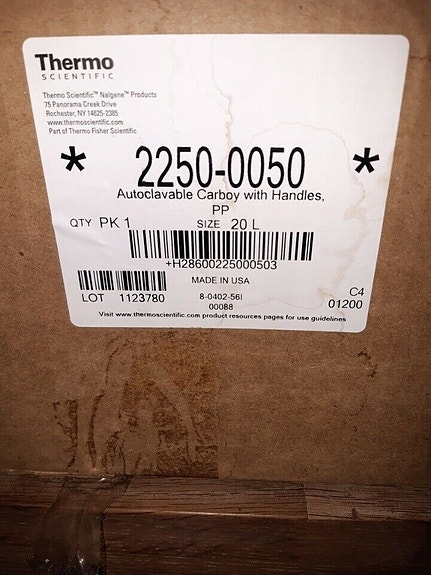 Thermo
SCIENTIFIC
Thermo Scientific™ Nalgene™ Products
75 Panorama Creek Drive
Rochester, NY 14625-2385
www.thermoscientific.com
Part of Thermo Fisher Scientific
* 2250-0050 *
Autoclavable Carboy with Handles,
PP
QTY PK 1 SIZE 20 L
+H28600225000503
MADE IN USA
LOT 1123780 8-0402-56I C4
00088 01200
Visit www.thermoscientific.com product resources pages for use guidelines